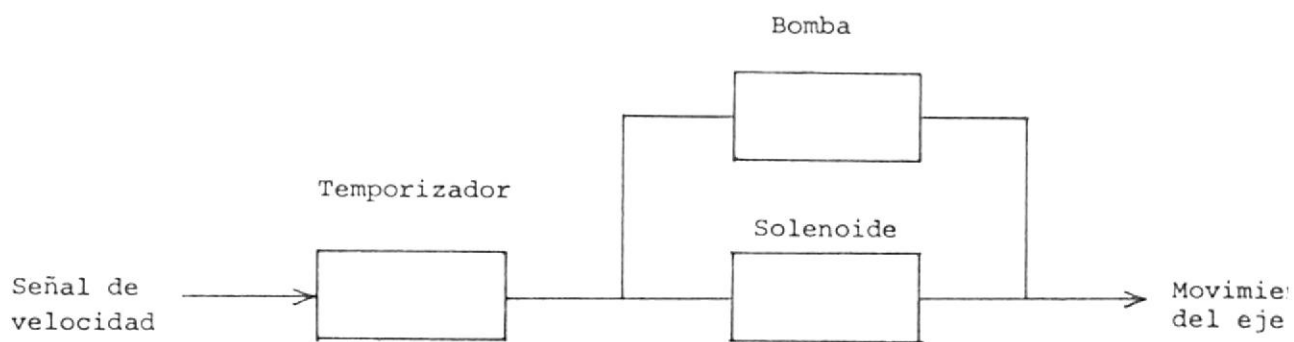 Bomba
Temporizador
Solenoide
Señal de
velocidad
del eje